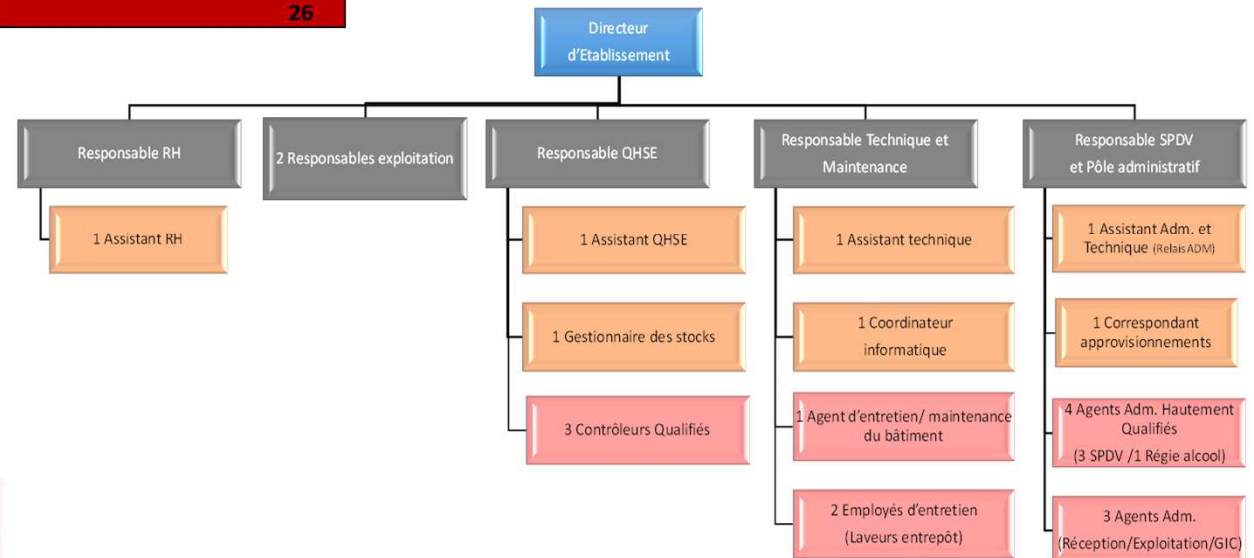 26
Directeur
d'Etablissement
Responsable RH
2 Responsables exploitation
Responsable QHSE
Responsable Technique et
Maintenance
Responsable SPDV
et Pôle administratif
1 Assistant RH
1 Assistant QHSE
1 Gestionnaire des stocks
3 Contrôleurs Qualifiés
1 Assistant technique
1 Coordinateur
informatique
1 Agent d'entretien/ maintenance
du bâtiment
2 Employés d'entretien
(Laveurs entrepôt)
1 Assistant Adm. et
Technique (Relais ADM)
1 Correspondant
approvisionnements
4 Agents Adm. Hautement
Qualifiés
(3 SPDV /1 Régie alcool)
3 Agents Adm.
(Réception/Exploitation/GIC)